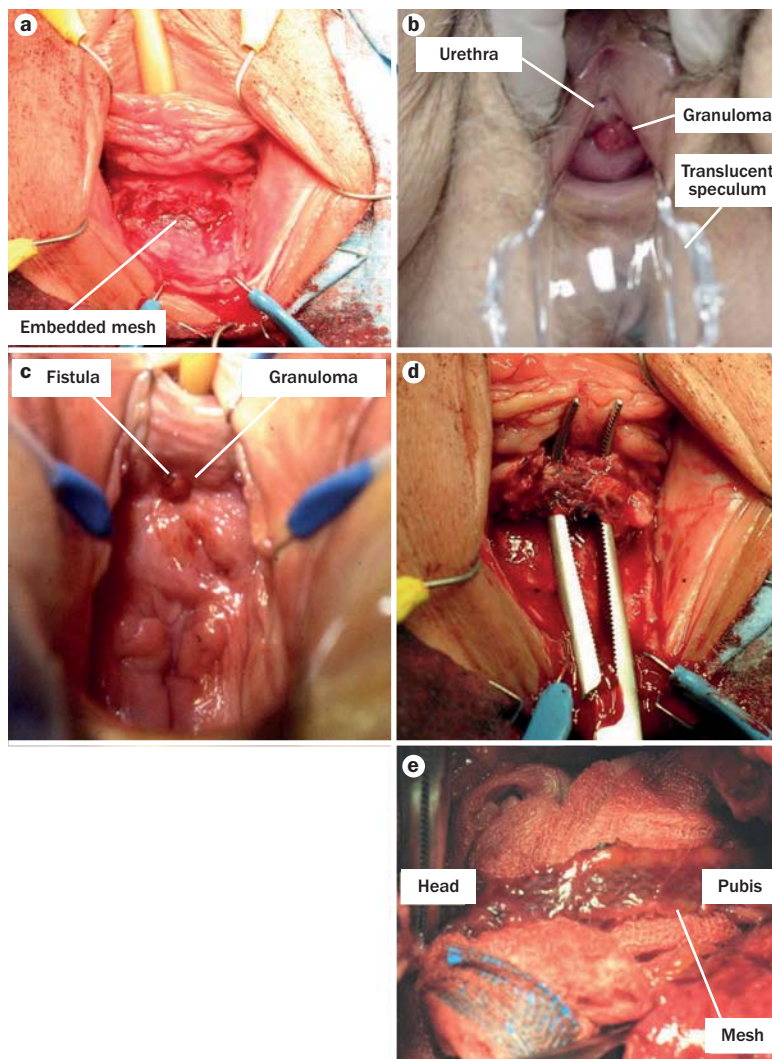 a
Embedded mesh
b
Urethra
Granuloma
Translucent
speculum
c
Fistula
Granuloma
d
e
Head
Pubis
Mesh